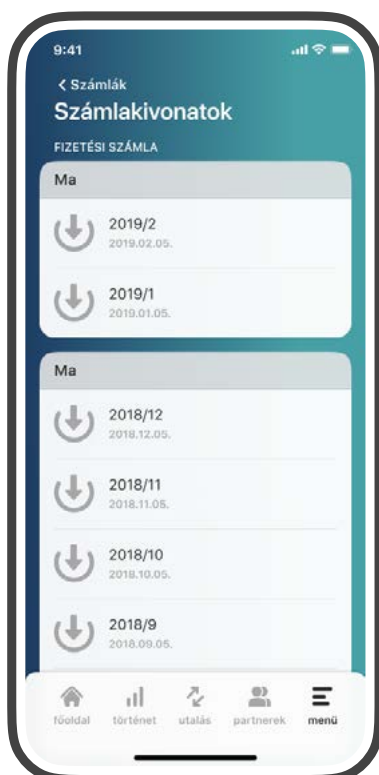 9:41
Számlák
Számlakivonatok
FIZETÉSI SZÁMLA
Ma
2019/2
2019.02.05.
2019/1
2019.01.05.
Ma
2018/12
2018.12.05.
2018/11
2018.11.05.
2018/10
2018.10.05.
2018/9
2018.09.05.
főoldal történet utalás partnerek menü